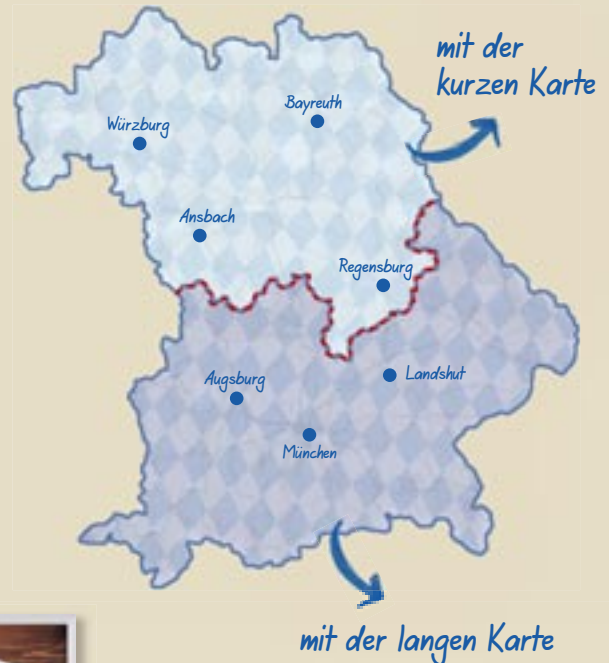 mit der
kurzen Karte
Bayreuth
Würzburg
Ansbach
Regensburg
Augsburg
Landshut
München
mit der langen Karte